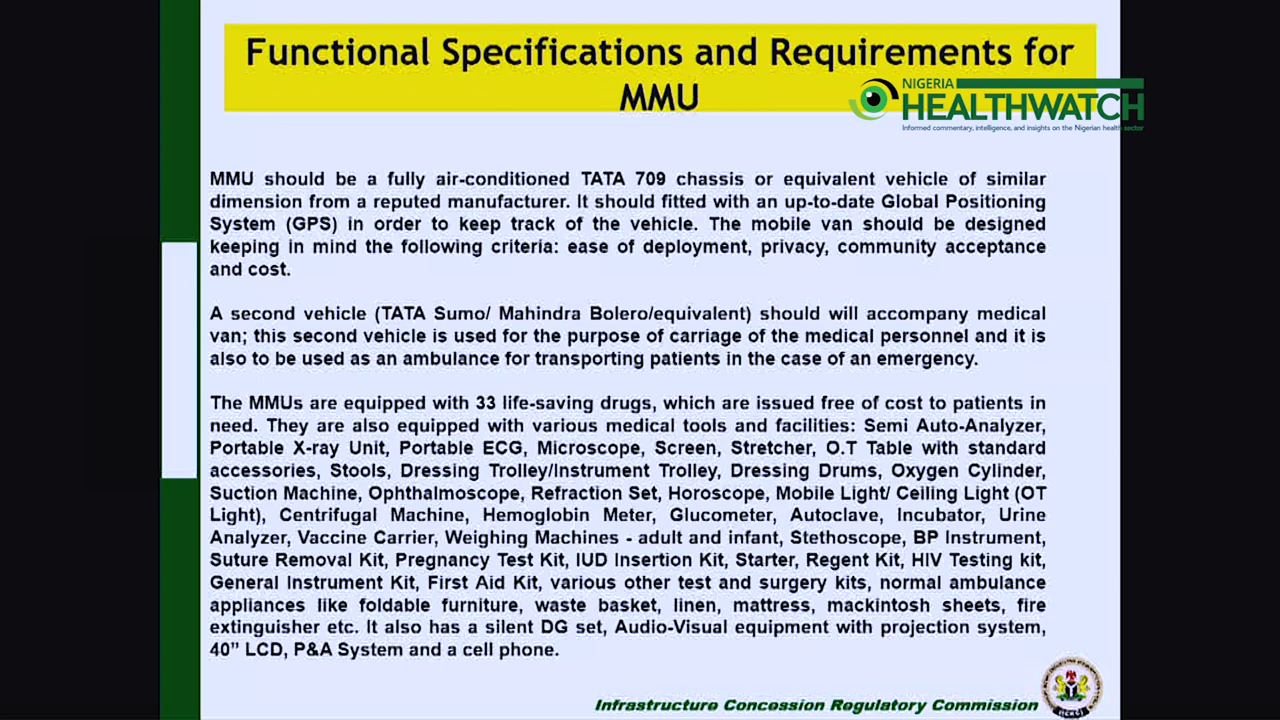 Functional Specifications and Requirements for
MMU
NIGERIA
HEALTHWATCH
Informed commentary, intelligence, and insights on the Nigerian health sector
MMU should be a fully air-conditioned TATA 709 chassis or equivalent vehicle of similar
dimension from a reputed manufacturer. It should fitted with an up-to-date Global Positioning
System (GPS) in order to keep track of the vehicle. The mobile van should be designed
keeping in mind the following criteria: ease of deployment, privacy, community acceptance
and cost.
A second vehicle (TATA Sumo/ Mahindra Bolero/equivalent) should will accompany medical
van; this second vehicle is used for the purpose of carriage of the medical personnel and it is
also to be used as an ambulance for transporting patients in the case of an emergency.
The MMUs are equipped with 33 life-saving drugs, which are issued free of cost to patients in
need. They are also equipped with various medical tools and facilities: Semi Auto-Analyzer,
Portable X-ray Unit, Portable ECG, Microscope, Screen, Stretcher, O.T Table with standard
accessories, Stools, Dressing Trolley/Instrument Trolley, Dressing Drums, Oxygen Cylinder,
Suction Machine, Ophthalmoscope, Refraction Set, Horoscope, Mobile Light/ Ceiling Light (OT
Light), Centrifugal Machine, Hemoglobin Meter, Glucometer, Autoclave, Incubator, Urine
Analyzer, Vaccine Carrier, Weighing Machines - adult and infant, Stethoscope, BP Instrument,
Suture Removal Kit, Pregnancy Test Kit, IUD Insertion Kit, Starter, Regent Kit, HIV Testing kit,
General Instrument Kit, First Aid Kit, various other test and surgery kits, normal ambulance
appliances like foldable furniture, waste basket, linen, mattress, mackintosh sheets, fire
extinguisher etc. It also has a silent DG set, Audio-Visual equipment with projection system,
40” LCD, P&A System and a cell phone.
Infrastructure Concession Regulatory Commission